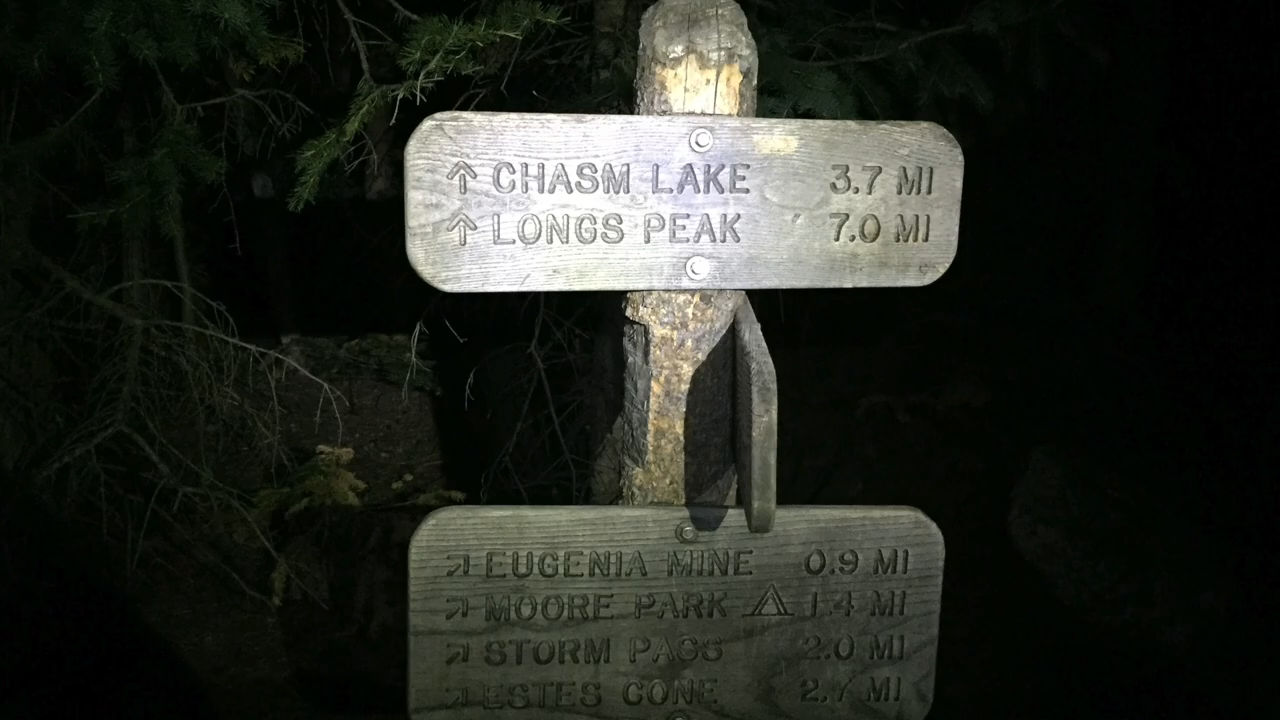 ↑ CHASM LAKE 3.7 MI
↑ LONGS PEAK 7.0 MI
↗ EUGENIA MINE 0.9 MI
↗ MOORE PARK 1.4 MI
↗ STORM PASS 2.0 MI
↗ ESTES CONE 2.7 MI